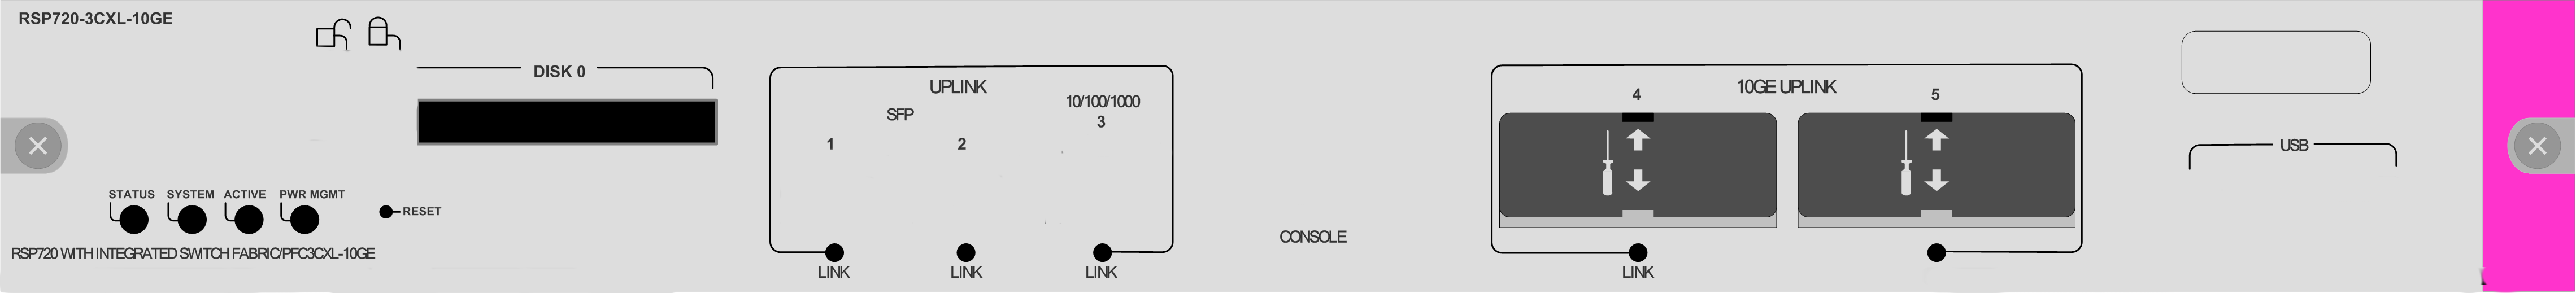 RSP720-3CXL-10GE
DISK 0
UPLINK
SFP
10/100/1000
1
2
3
10GE UPLINK
4
5
USB
STATUS
SYSTEM
ACTIVE
PWR MGMT
RESET
RSP720 WITH INTEGRATED SWITCH FABRIC/PFC3CXL-10GE
CONSOLE
LINK
LINK
LINK
LINK